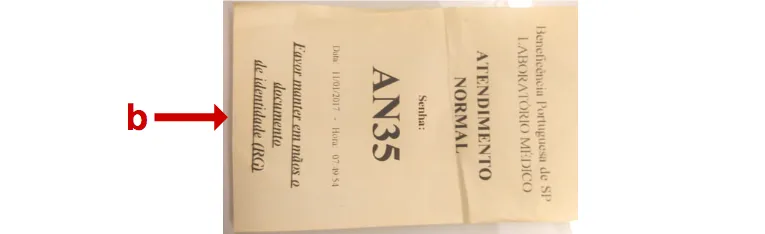 b
Beneficência Portuguesa de SP
LABORATÓRIO MÉDICO
ATENDIMENTO
NORMAL
Senha:
AN35
Data: 11/01/2017 - Hora: 07:49:54
Favor manter em mãos o
documento
de identidade (RG)